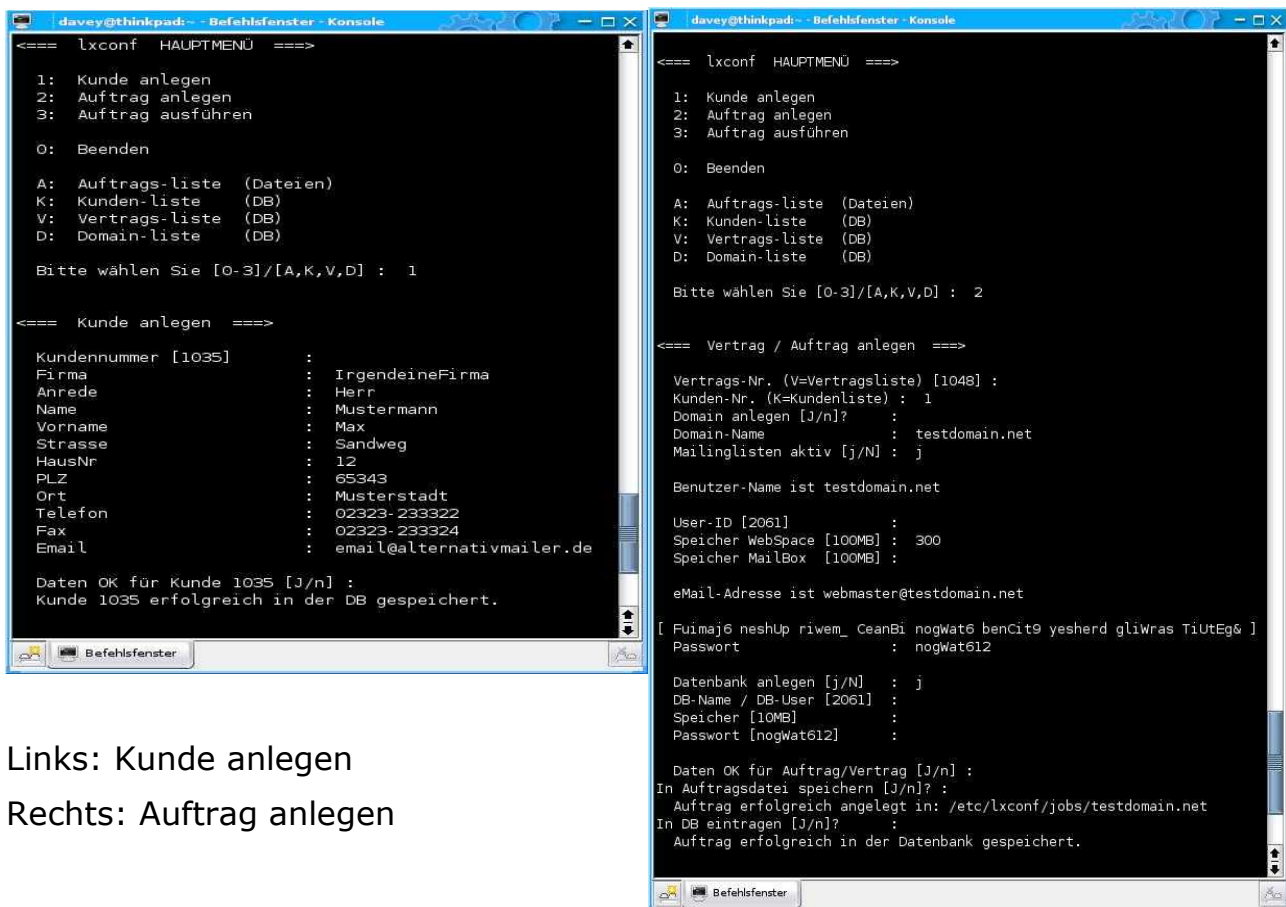 davey@thinkpad:~ - Befehlsfenster - Konsole
<=== lxconf HAUPTMENÜ ===>
1: Kunde anlegen
2: Auftrag anlegen
3: Auftrag ausführen
0: Beenden
A: Auftrags-liste (Dateien)
K: Kunden-liste (DB)
V: Vertrags-liste (DB)
D: Domain-liste (DB)
Bitte wählen Sie [0-3]/[A,K,V,D] : 1
<=== Kunde anlegen ===>
Kundennummer [1035] :
Firma : IrgendeineFirma
Anrede : Herr
Name : Mustermann
Vorname : Max
Strasse : Sandweg
HausNr : 12
PLZ : 65343
Ort : Musterstadt
Telefon : 02323-233322
Fax : 02323-233324
Email : email@alternativmailer.de
Daten OK für Kunde 1035 [J/n] :
Kunde 1035 erfolgreich in der DB gespeichert.
Befehlsfenster
Links: Kunde anlegen
Rechts: Auftrag anlegen
davey@thinkpad:~ - Befehlsfenster - Konsole
<=== lxconf HAUPTMENÜ ===>
1: Kunde anlegen
2: Auftrag anlegen
3: Auftrag ausführen
0: Beenden
A: Auftrags-liste (Dateien)
K: Kunden-liste (DB)
V: Vertrags-liste (DB)
D: Domain-liste (DB)
Bitte wählen Sie [0-3]/[A,K,V,D] : 2
<=== Vertrag / Auftrag anlegen ===>
Vertrags-Nr. (V=Vertragsliste) [1048] :
Kunden-Nr. (K=Kundenliste) : 1
Domain anlegen [J/n]? :
Domain-Name : testdomain.net
Mailinglisten aktiv [j/N] : j
Benutzer-Name ist testdomain.net
User-ID [2061] :
Speicher WebSpace [100MB] : 300
Speicher MailBox [100MB] :
eMail-Adresse ist webmaster@testdomain.net
[ Fuimaj6 neshUp riwem_ CeanBi nogWat6 benCit9 yesherd gliWras TiUtEg& ]
Passwort : nogWat612
Datenbank anlegen [j/N] : j
DB-Name / DB-User [2061] :
Speicher [10MB] :
Passwort [nogWat612] :
Daten OK für Auftrag/Vertrag [J/n] :
In Auftragsdatei speichern [J/n]? :
Auftrag erfolgreich angelegt in: /etc/lxconf/jobs/testdomain.net
In DB eintragen [J/n]? :
Auftrag erfolgreich in der Datenbank gespeichert.
Befehlsfenster